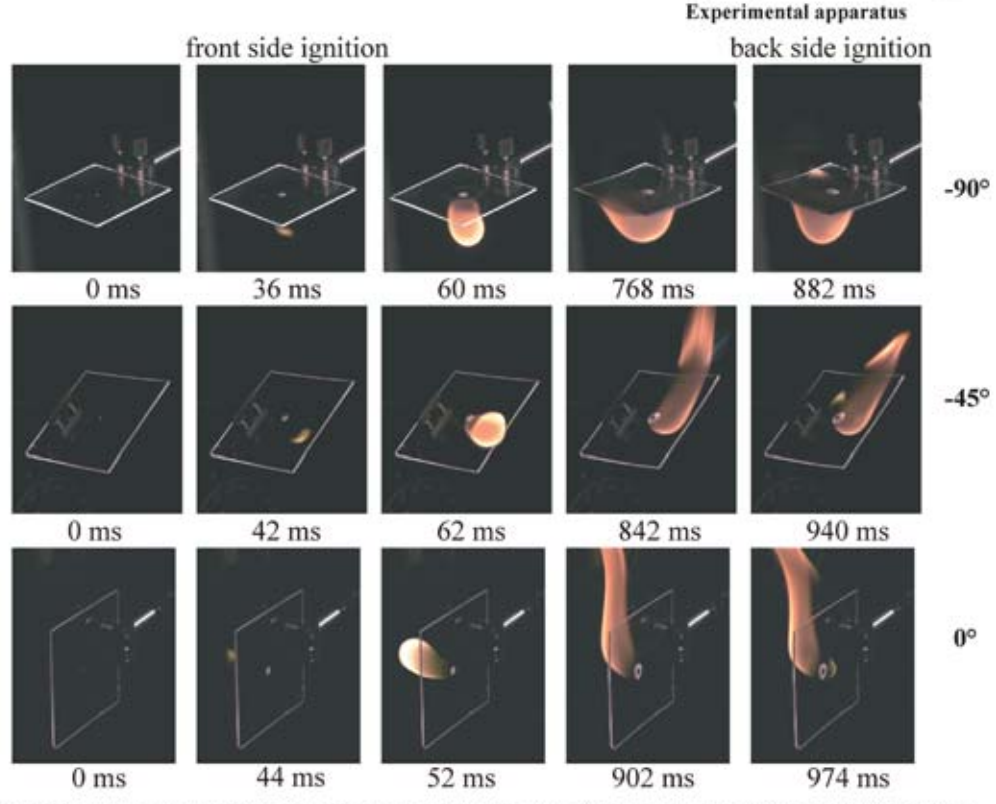 Experimental apparatus
front side ignition back side ignition
-90°
0 ms 36 ms 60 ms 768 ms 882 ms
-45°
0 ms 42 ms 62 ms 842 ms 940 ms
0°
0 ms 44 ms 52 ms 902 ms 974 ms